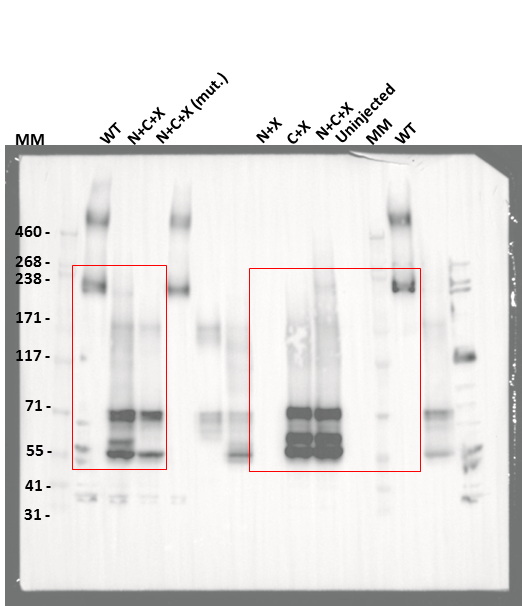 MM
WT
N+C+X
N+C+X (mut.)
N+X
C+X
N+C+X
Uninjected
MM
WT
460 -
268 -
238 -
171 -
117 -
71 -
55 -
41 -
31 -